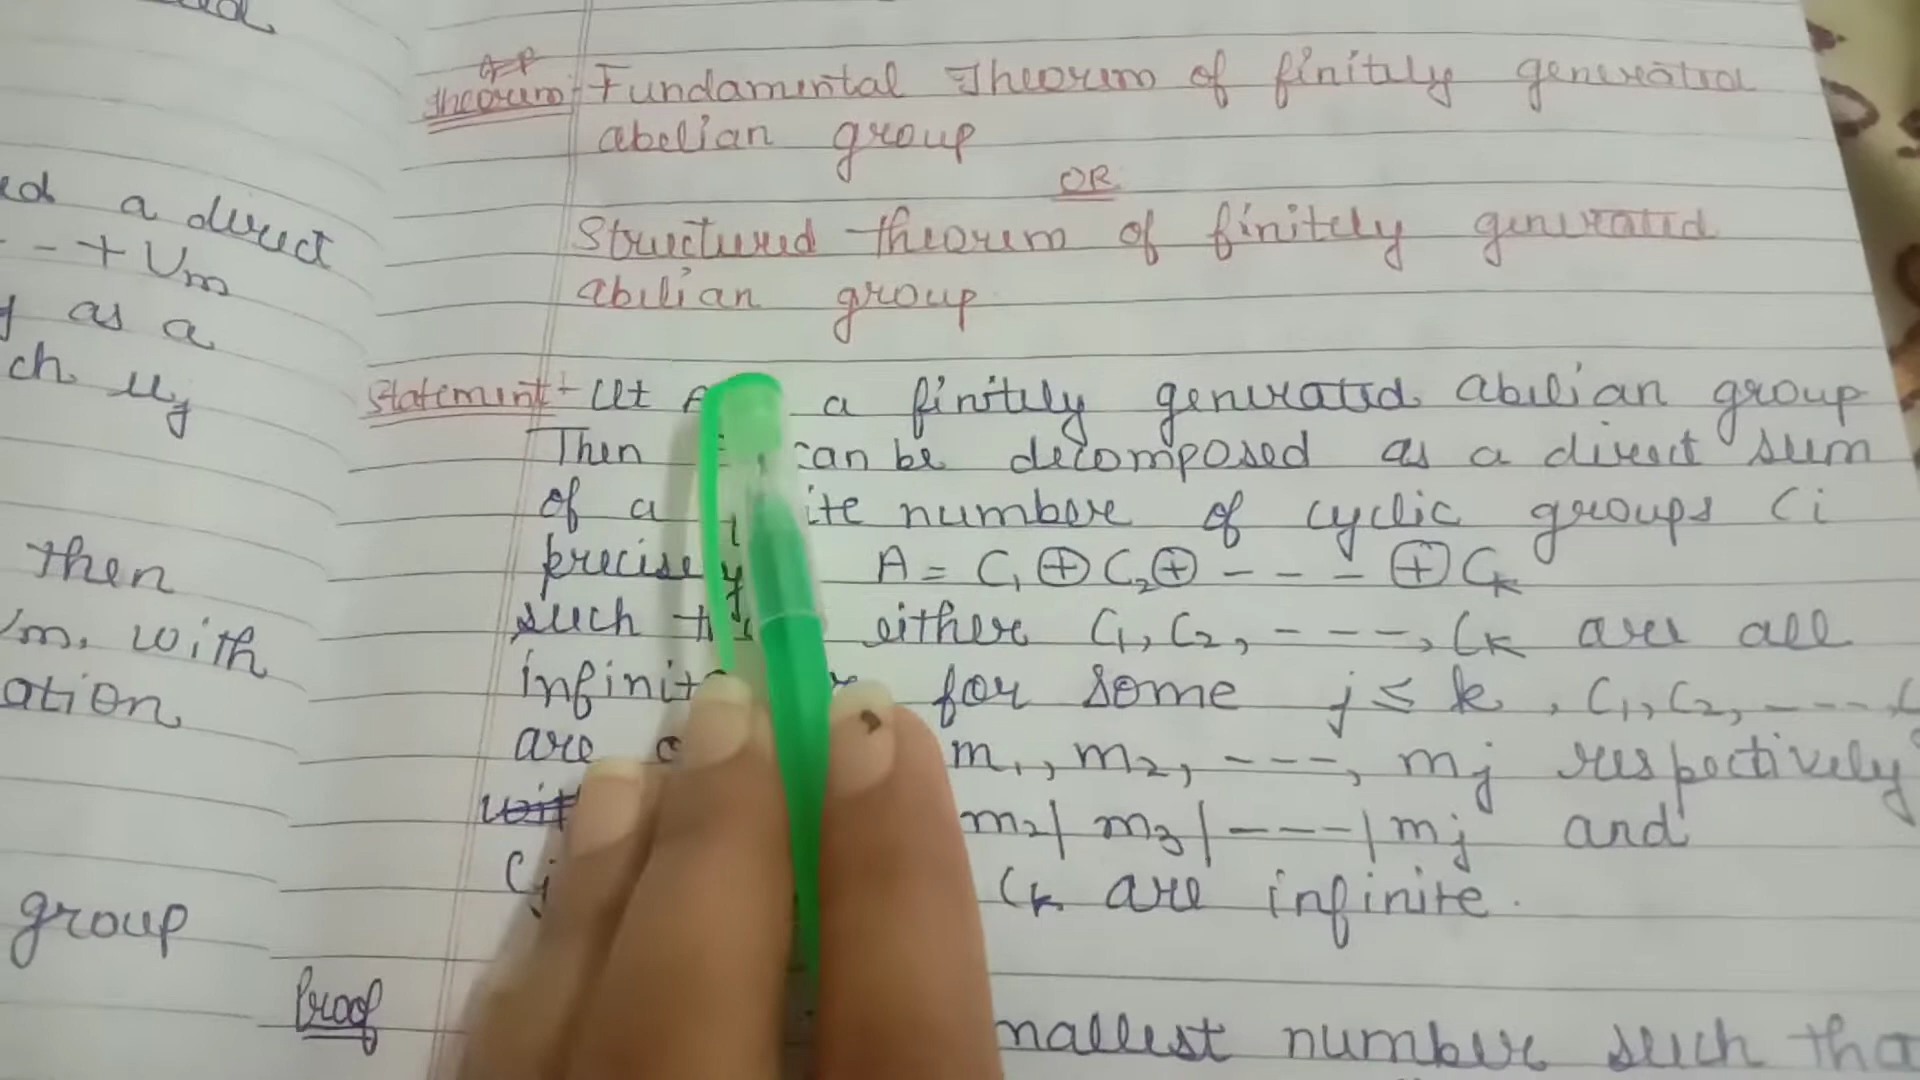 ed a direct
--+ Um
as a
ch uj
then
m, with
ation
group
Theorem:- Fundamental Theorem of finitely generated
abelian group
OR
Structured theorem of finitely generated
abelian group
Statement:- Let A a finitely generated abelian group
Then can be decomposed as a direct sum
of a ite number of cyclic groups Ci
precisely A = C₁ ⊕ C₂ ⊕ ---- ⊕ Ck
such either C₁, C₂, ----, Ck are all
infinite for some j ≤ k, C₁, C₂, ---
are m₁, m₂, ---, mj respectively
m₂| m₃ |----| mj and
Cj Ck are infinite.
Proof
mallest number such tha